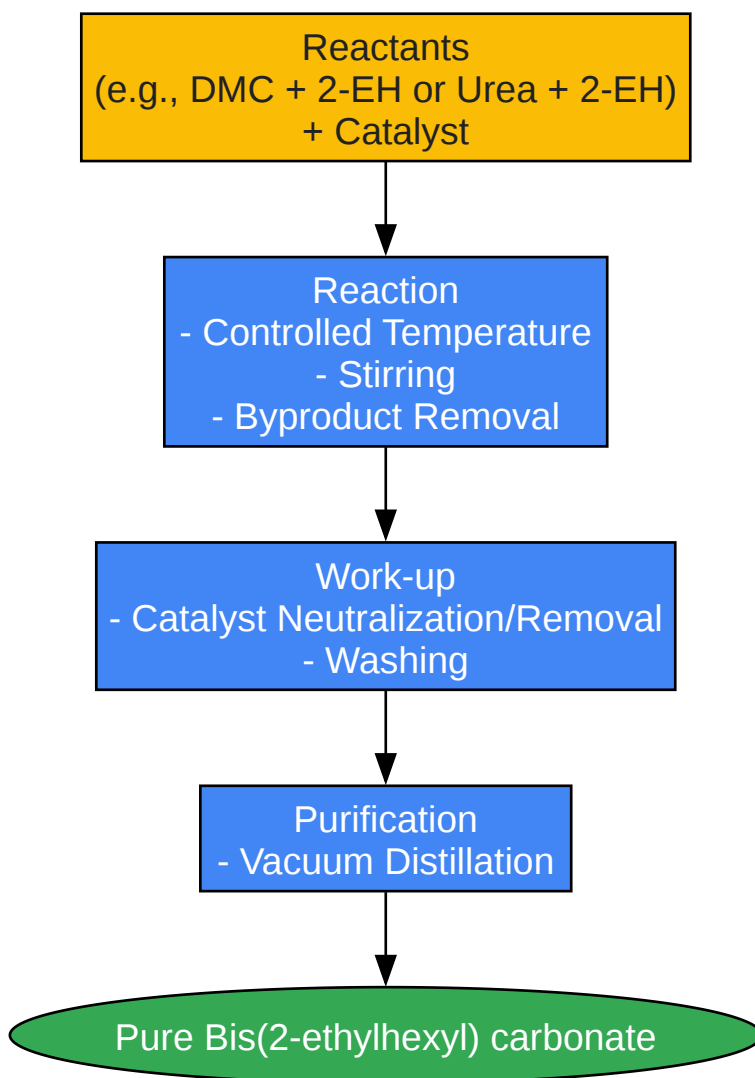 Reactants
(e.g., DMC + 2-EH or Urea + 2-EH)
+ Catalyst
Reaction
- Controlled Temperature
- Stirring
- Byproduct Removal
Work-up
- Catalyst Neutralization/Removal
- Washing
Purification
- Vacuum Distillation
Pure Bis(2-ethylhexyl) carbonate